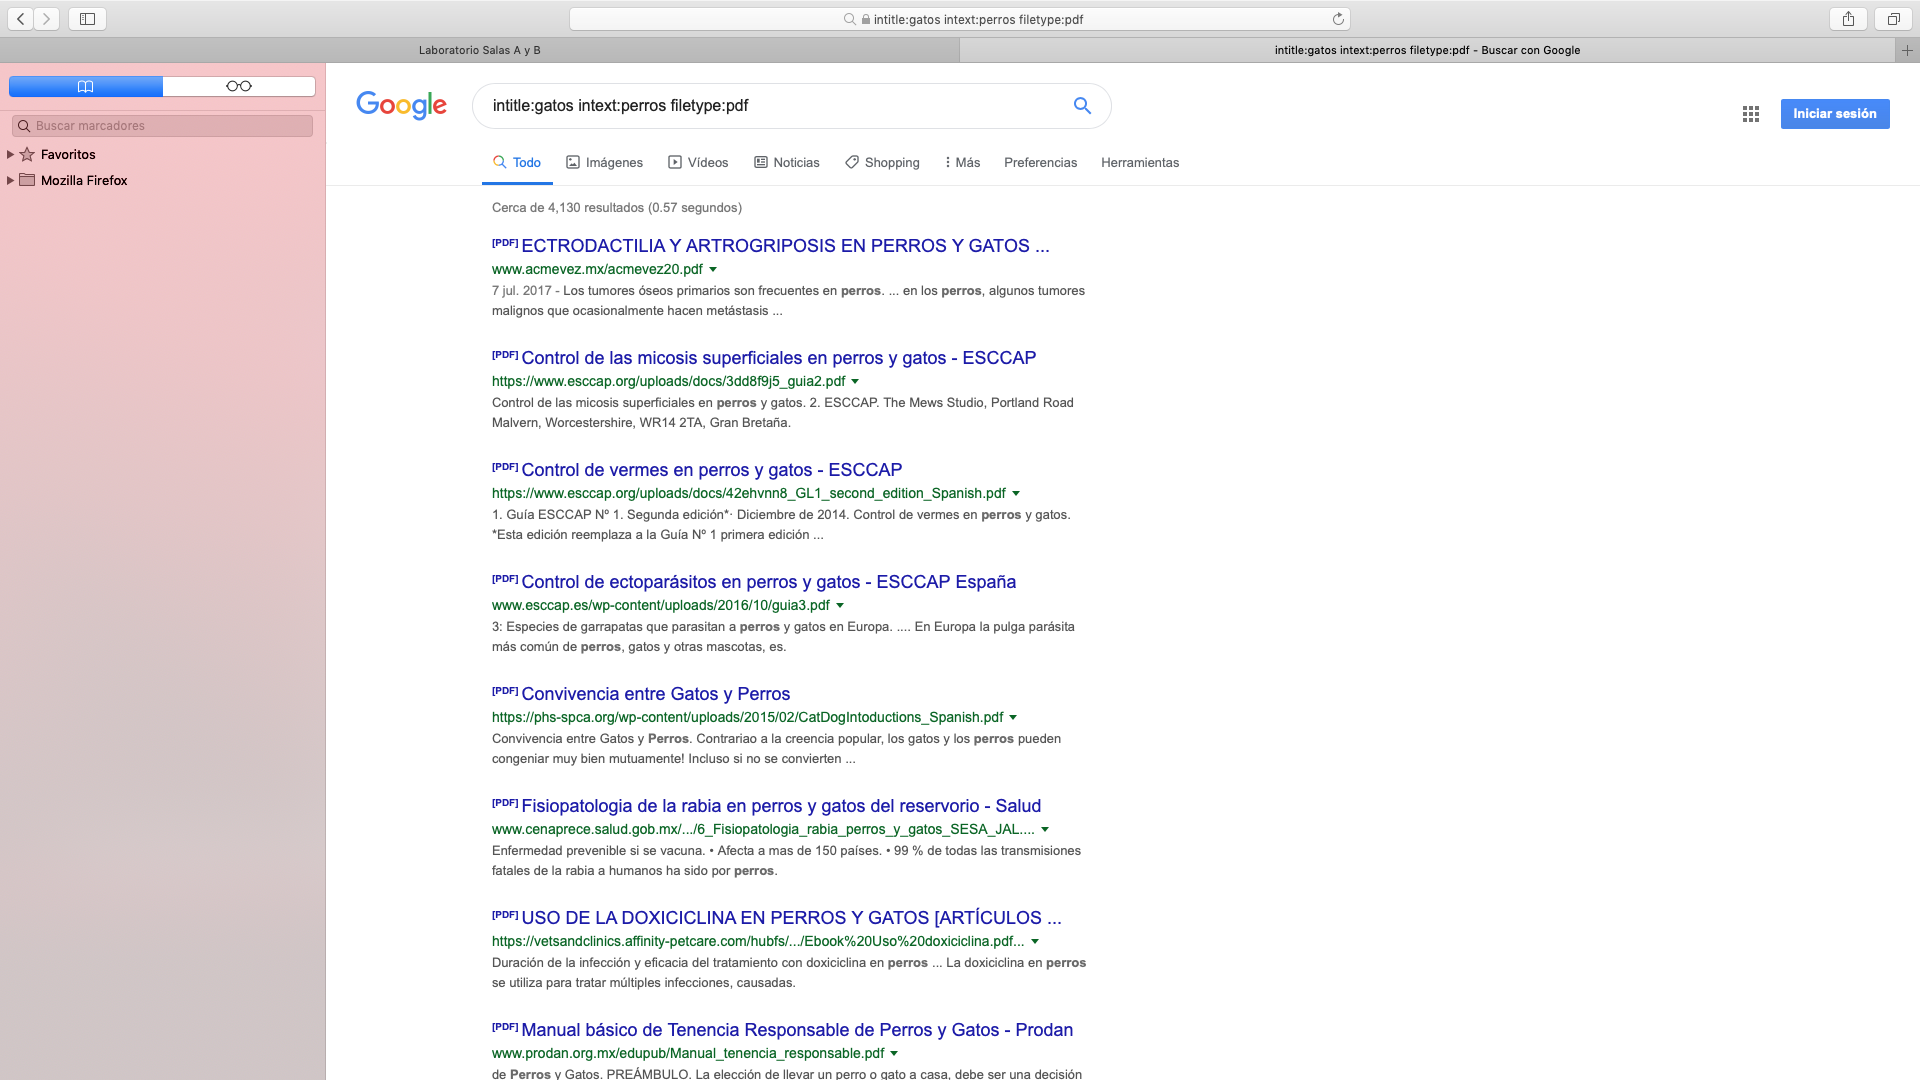 intitle:gatos intext:perros filetype:pdf
Laboratorio Salas A y B
intitle:gatos intext:perros filetype:pdf - Buscar con Google
Buscar marcadores
Favoritos
Mozilla Firefox
Google
intitle:gatos intext:perros filetype:pdf
Iniciar sesión
Todo Imágenes Vídeos Noticias Shopping Más Preferencias Herramientas
Cerca de 4,130 resultados (0.57 segundos)
[PDF] ECTRODACTILIA Y ARTROGRIPOSIS EN PERROS Y GATOS ...
www.acmevez.mx/acmevez20.pdf
7 jul. 2017 - Los tumores óseos primarios son frecuentes en perros. ... en los perros, algunos tumores
malignos que ocasionalmente hacen metástasis ...
[PDF] Control de las micosis superficiales en perros y gatos - ESCCAP
https://www.esccap.org/uploads/docs/3dd8f9j5_guia2.pdf
Control de las micosis superficiales en perros y gatos. 2. ESCCAP. The Mews Studio, Portland Road
Malvern, Worcestershire, WR14 2TA, Gran Bretaña.
[PDF] Control de vermes en perros y gatos - ESCCAP
https://www.esccap.org/uploads/docs/42ehvnn8_GL1_second_edition_Spanish.pdf
1. Guía ESCCAP Nº 1. Segunda edición*· Diciembre de 2014. Control de vermes en perros y gatos.
*Esta edición reemplaza a la Guía Nº 1 primera edición ...
[PDF] Control de ectoparásitos en perros y gatos - ESCCAP España
www.esccap.es/wp-content/uploads/2016/10/guia3.pdf
3: Especies de garrapatas que parasitan a perros y gatos en Europa. .... En Europa la pulga parásita
más común de perros, gatos y otras mascotas, es.
[PDF] Convivencia entre Gatos y Perros
https://phs-spca.org/wp-content/uploads/2015/02/CatDogIntoductions_Spanish.pdf
Convivencia entre Gatos y Perros. Contrariao a la creencia popular, los gatos y los perros pueden
congeniar muy bien mutuamente! Incluso si no se convierten ...
[PDF] Fisiopatologia de la rabia en perros y gatos del reservorio - Salud
www.cenaprece.salud.gob.mx/.../6_Fisiopatologia_rabia_perros_y_gatos_SESA_JAL....
Enfermedad prevenible si se vacuna. • Afecta a mas de 150 países. • 99 % de todas las transmisiones
fatales de la rabia a humanos ha sido por perros.
[PDF] USO DE LA DOXICICLINA EN PERROS Y GATOS [ARTÍCULOS ...
https://vetsandclinics.affinity-petcare.com/hubfs/.../Ebook%20Uso%20doxiciclina.pdf...
Duración de la infección y eficacia del tratamiento con doxiciclina en perros ... La doxiciclina en perros
se utiliza para tratar múltiples infecciones, causadas.
[PDF] Manual básico de Tenencia Responsable de Perros y Gatos - Prodan
www.prodan.org.mx/edupub/Manual_tenencia_responsable.pdf
de Perros y Gatos. PREÁMBULO. La elección de llevar un perro o gato a casa, debe ser una decisión